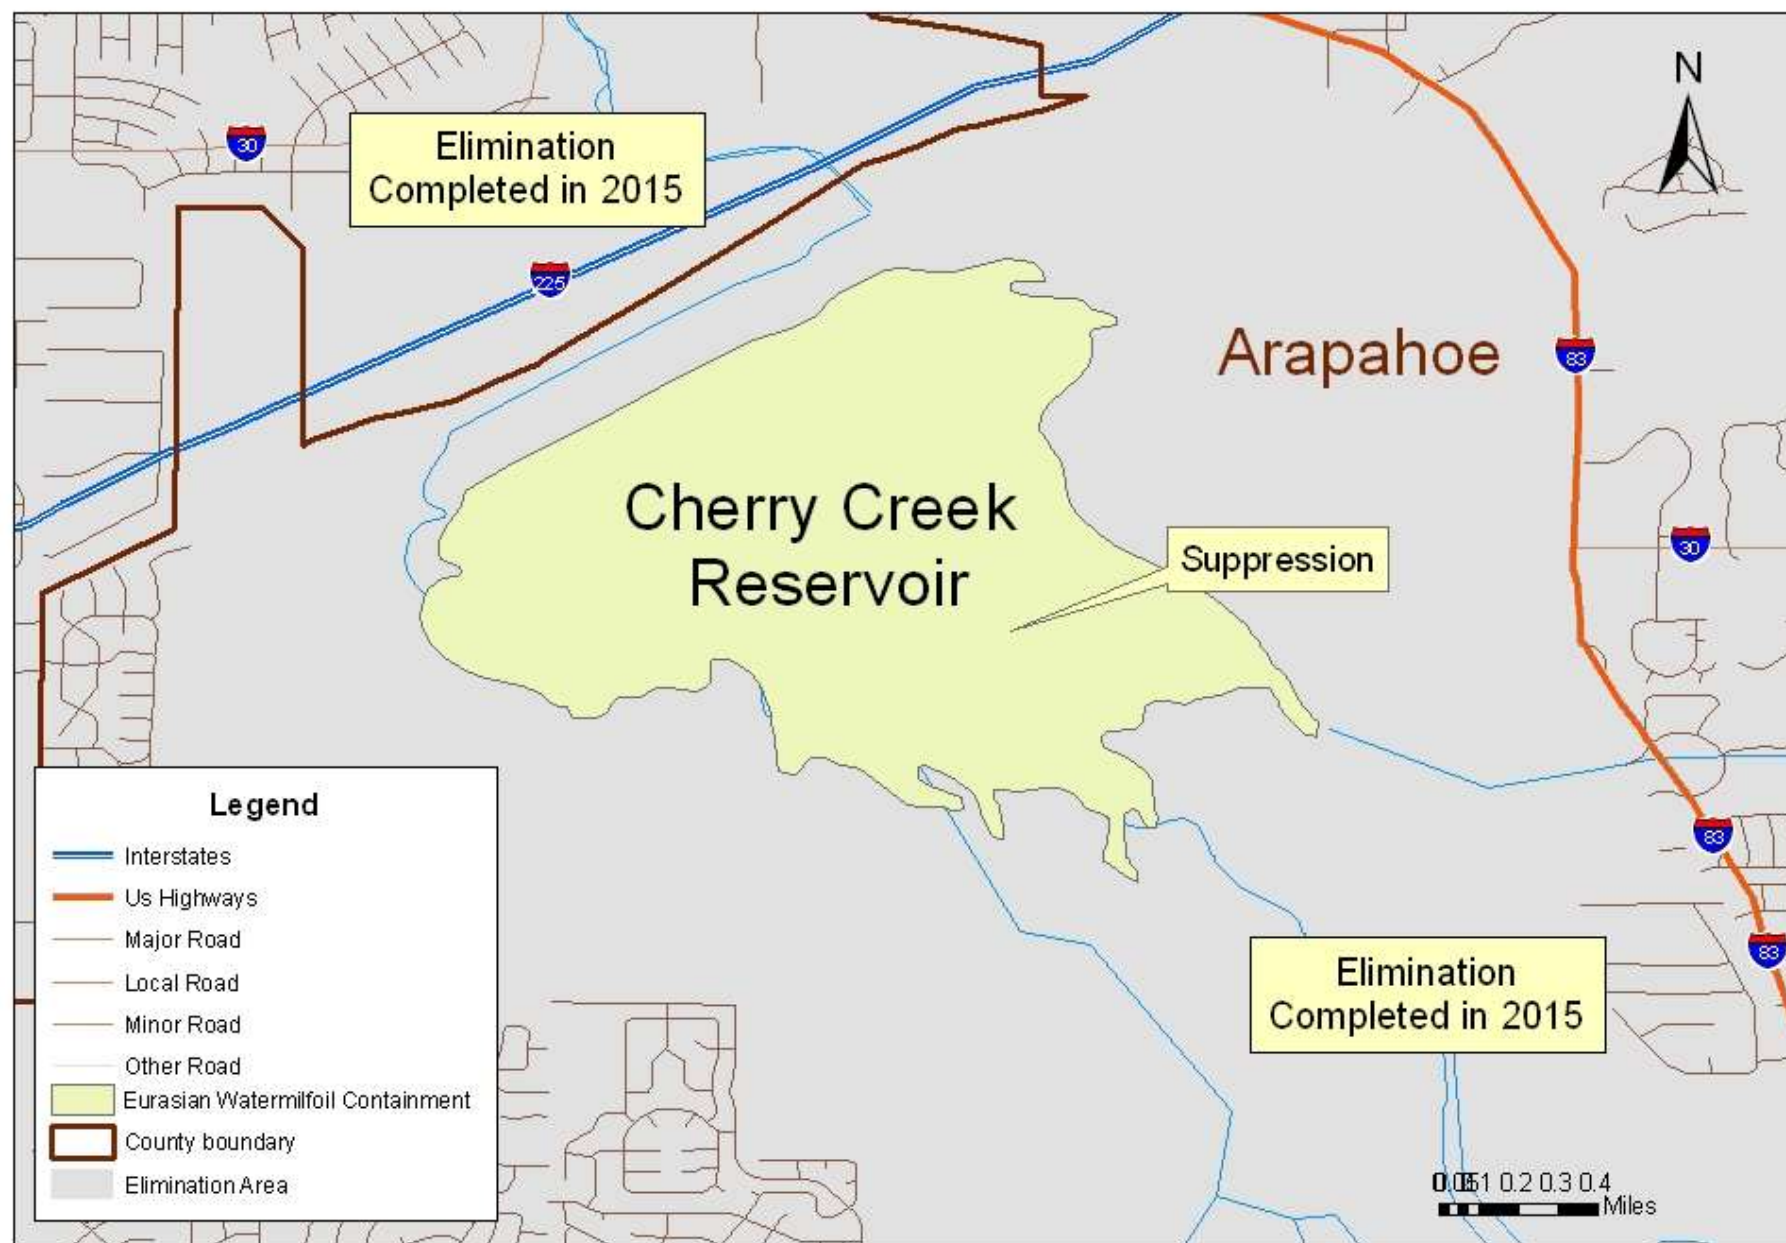 N
30
Elimination
Completed in 2015
225
Arapahoe
83
Cherry Creek
Reservoir
Suppression
30
83
Legend
Interstates
Us Highways
Major Road
Local Road
Minor Road
Other Road
Eurasian Watermilfoil Containment
County boundary
Elimination Area
83
Elimination
Completed in 2015
0.2 0.3 0.4
Miles